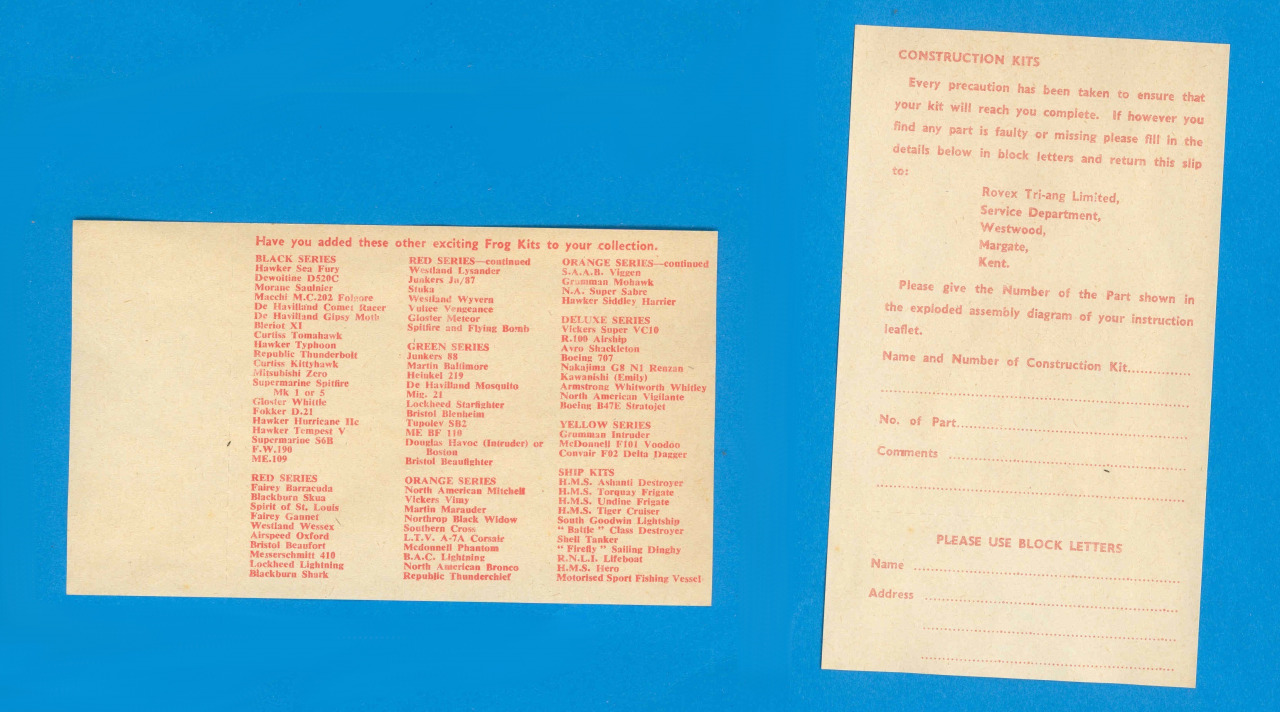 Have you added these other exciting Frog Kits to your collection.
BLACK SERIES
Hawker Sea Fury
Dewoitine D520C
Morane Saulnier
Macchi M.C.202 Folgore
De Havilland Comet Racer
De Havilland Gipsy Moth
Bleriot XI
Curtiss Tomahawk
Hawker Typhoon
Republic Thunderbolt
Curtiss Kittyhawk
Mitsubishi Zero
Supermarine Spitfire
Mk 1 or 5
Gloster Whittle
Fokker D.21
Hawker Hurricane IIc
Hawker Tempest V
Supermarine S6B
F.W.190
ME.109
RED SERIES
Fairey Barracuda
Blackburn Skua
Spirit of St. Louis
Fairey Gannet
Westland Wessex
Airspeed Oxford
Bristol Beaufort
Messerschmitt 410
Lockheed Lightning
Blackburn Shark
RED SERIES—continued
Westland Lysander
Junkers Ju/87
Stuka
Westland Wyvern
Vultee Vengeance
Gloster Meteor
Spitfire and Flying Bomb
GREEN SERIES
Junkers 88
Martin Baltimore
Heinkel 219
De Havilland Mosquito
Mig. 21
Lockheed Starfighter
Bristol Blenheim
Tupolev SB2
ME BF 110
Douglas Havoc (Intruder) or
Boston
Bristol Beaufighter
ORANGE SERIES
North American Mitchell
Vickers Vimy
Martin Marauder
Northrop Black Widow
Southern Cross
L.T.V. A-7A Corsair
Mcdonnell Phantom
B.A.C. Lightning
North American Bronco
Republic Thunderchief
ORANGE SERIES—continued
S.A.A.B. Viggen
Grumman Mohawk
N.A. Super Sabre
Hawker Siddley Harrier
DELUXE SERIES
Vickers Super VC10
R.100 Airship
Avro Shackleton
Boeing 707
Nakajima G8 N1 Renzan
Kawanishi (Emily)
Armstrong Whitworth Whitley
North American Vigilante
Boeing B47E Stratojet
YELLOW SERIES
Grumman Intruder
McDonnell F101 Voodoo
Convair F02 Delta Dagger
SHIP KITS
H.M.S. Ashanti Destroyer
H.M.S. Torquay Frigate
H.M.S. Undine Frigate
H.M.S. Tiger Cruiser
South Goodwin Lightship
" Battle " Class Destroyer
Shell Tanker
" Firefly " Sailing Dinghy
R.N.L.I. Lifeboat
H.M.S. Hero
Motorised Sport Fishing Vessel
CONSTRUCTION KITS
Every precaution has been taken to ensure that
your kit will reach you complete. If however you
find any part is faulty or missing please fill in the
details below in block letters and return this slip
to:
Rovex Tri-ang Limited,
Service Department,
Westwood,
Margate,
Kent.
Please give the Number of the Part shown in
the exploded assembly diagram of your instruction
leaflet.
Name and Number of Construction Kit
No. of Part
Comments
PLEASE USE BLOCK LETTERS
Name
Address